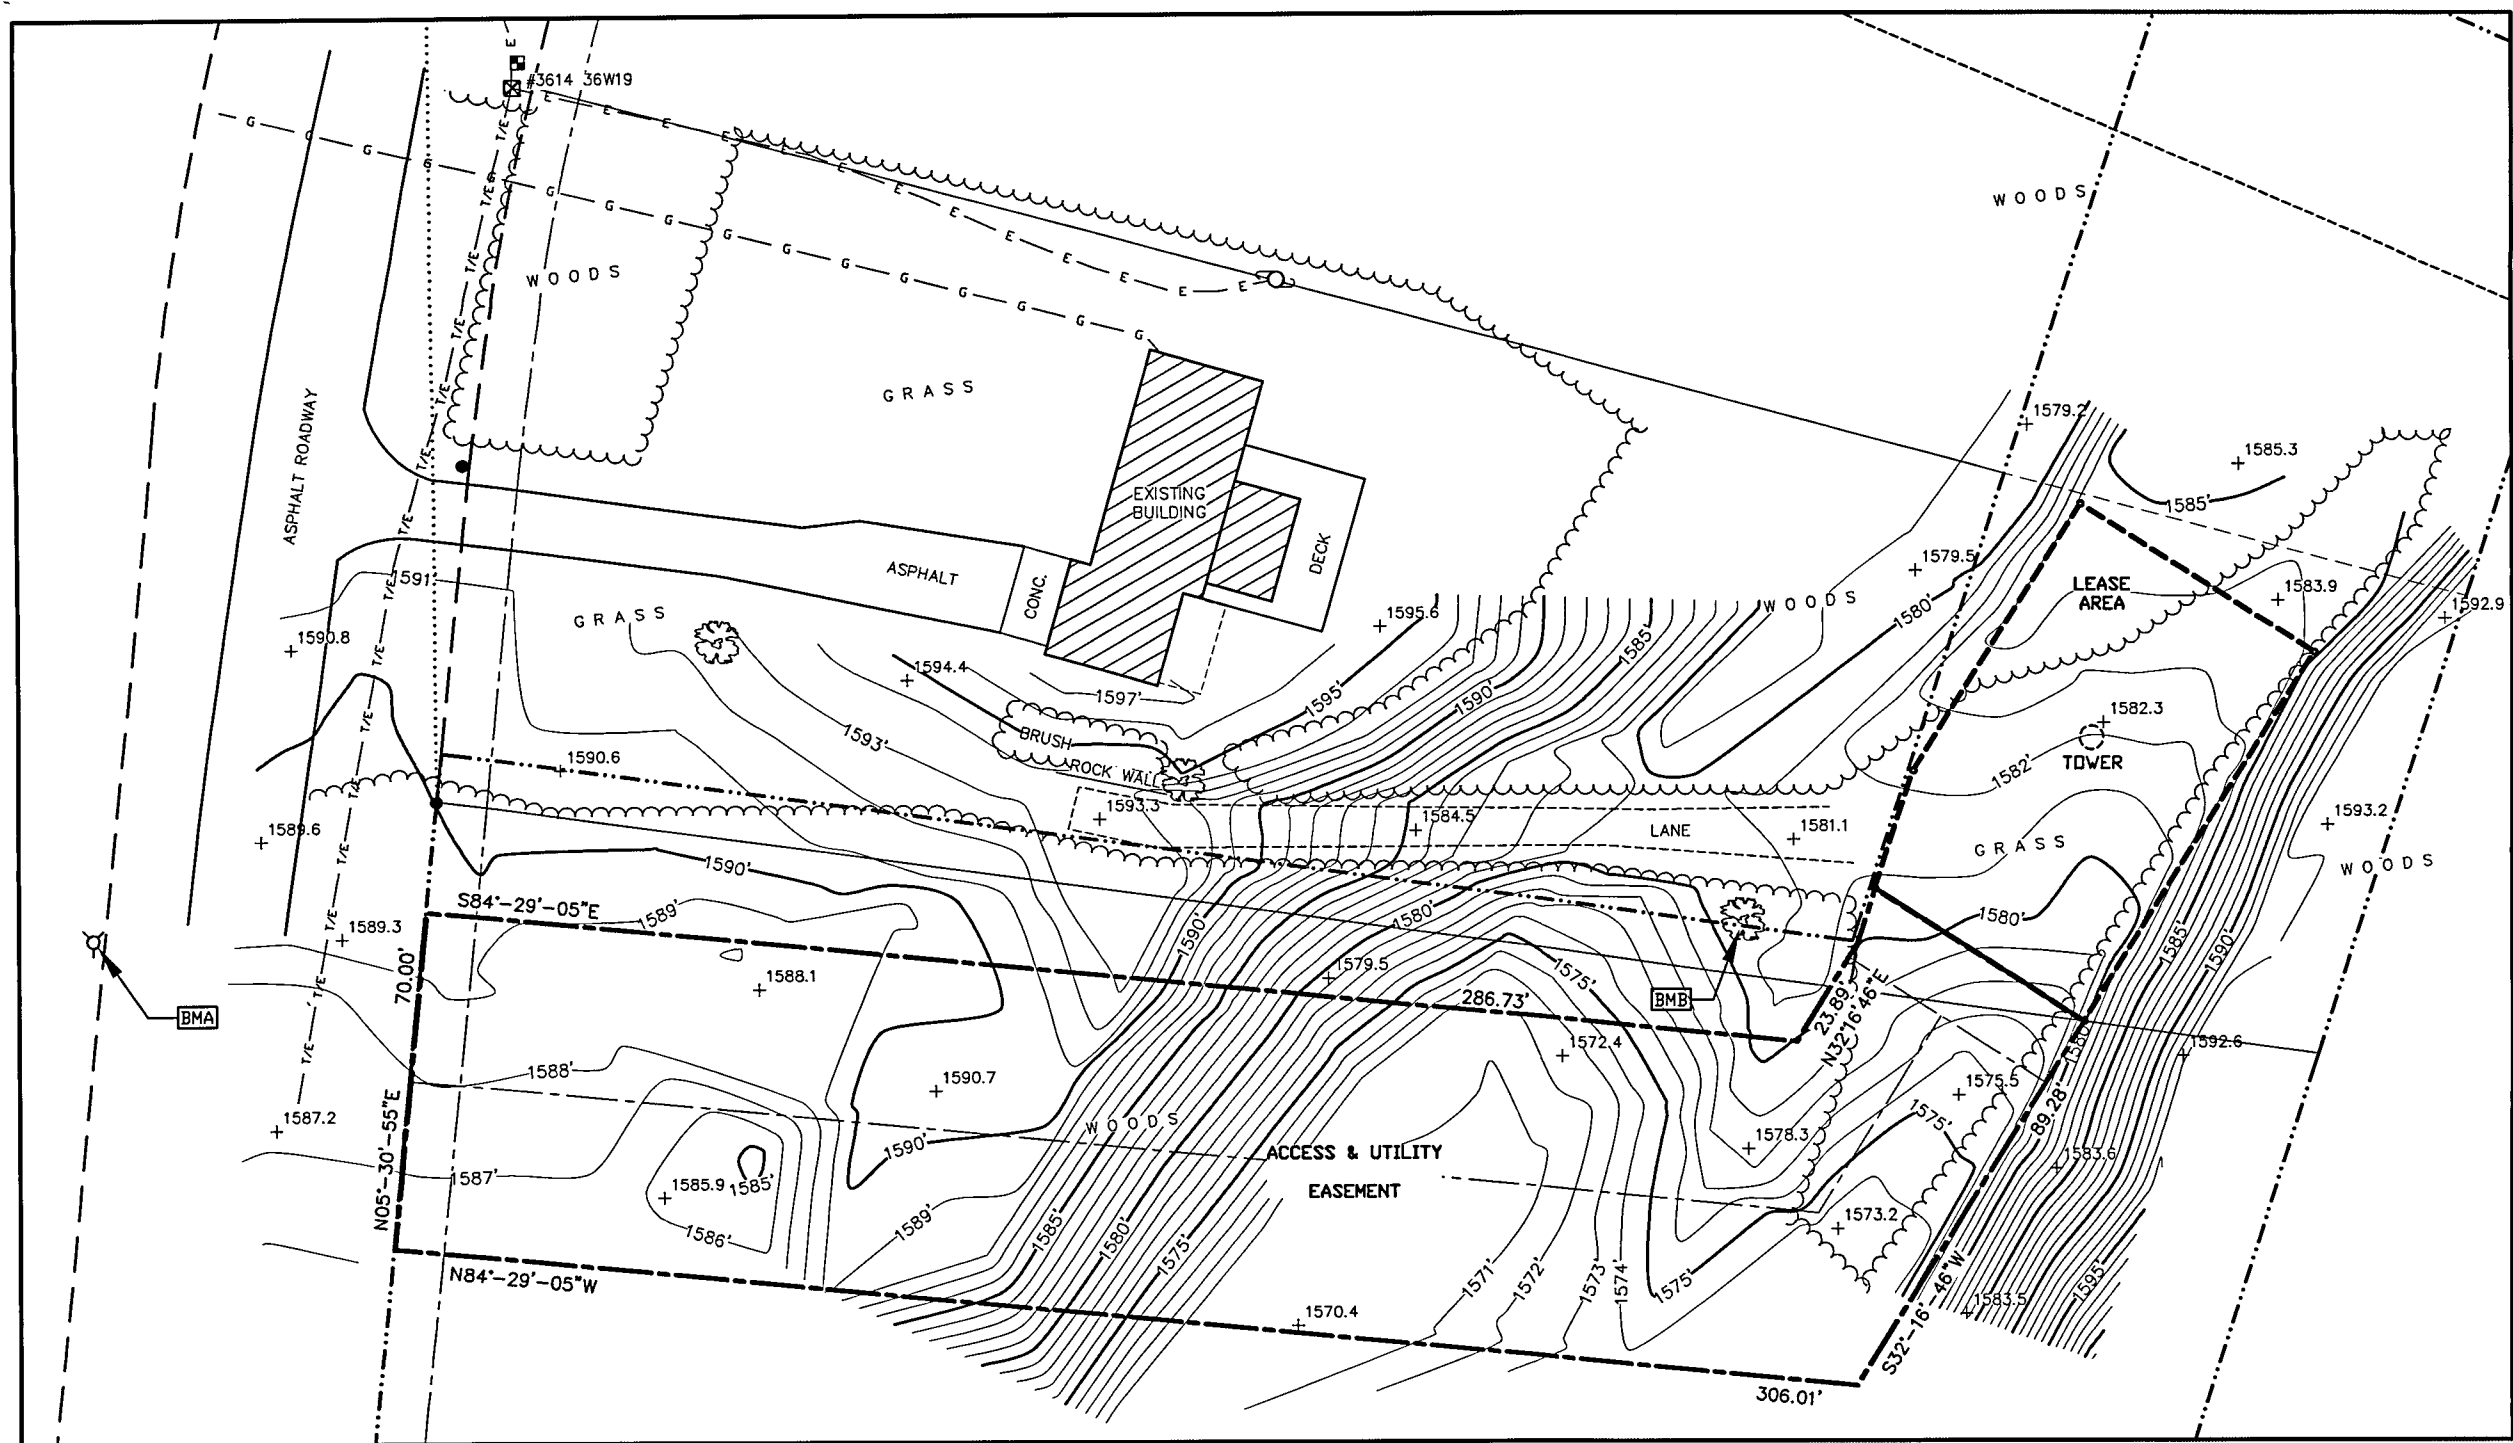 E
#3614 36W19
E E E E E E E E E E E E
G G G G G G G G G G G G G G G
T/E T/E T/E T/E T/E T/E T/E T/E T/E T/E T/E T/E T/E T/E T/E T/E
WOODS
WOODS
GRASS
ASPHALT ROADWAY
EXISTING
BUILDING
DECK
CONC.
ASPHALT
1579.2
1585.3
1585'
1579.5
1580'
LEASE
AREA
1583.9
1592.9
1591'
GRASS
1590.8
1595.6
WOODS
1585'
1594.4
1597'
1595'
1590'
1593'
BRUSH
ROCK WALL
1590.6
1582.3
TOWER
1582'
1593.3
1584.5
LANE
1581.1
1593.2
1589.6
GRASS
WOODS
1590'
S84°-29'-05"E
1589'
1589.3
1590'
1580'
1580'
1588.1
1579.5
1575'
286.73'
BMB
23.89'
N32°16'46"E
1585'
1590'
70.00'
BMA
1580'
1592.6
1572.4
1588'
1590.7
1575.5
89.28'
1575'
1587.2
N05°-30'-55"E
WOODS
1590'
ACCESS & UTILITY
EASEMENT
1578.3
1583.6
1587'
1585.9
1585'
1586'
1589'
1585'
1580'
1575'
1573.2
1571'
1572'
1573'
1574'
1575'
1583.5
1595'
N84°-29'-05"W
1570.4
S32°-16'-46"W
306.01'